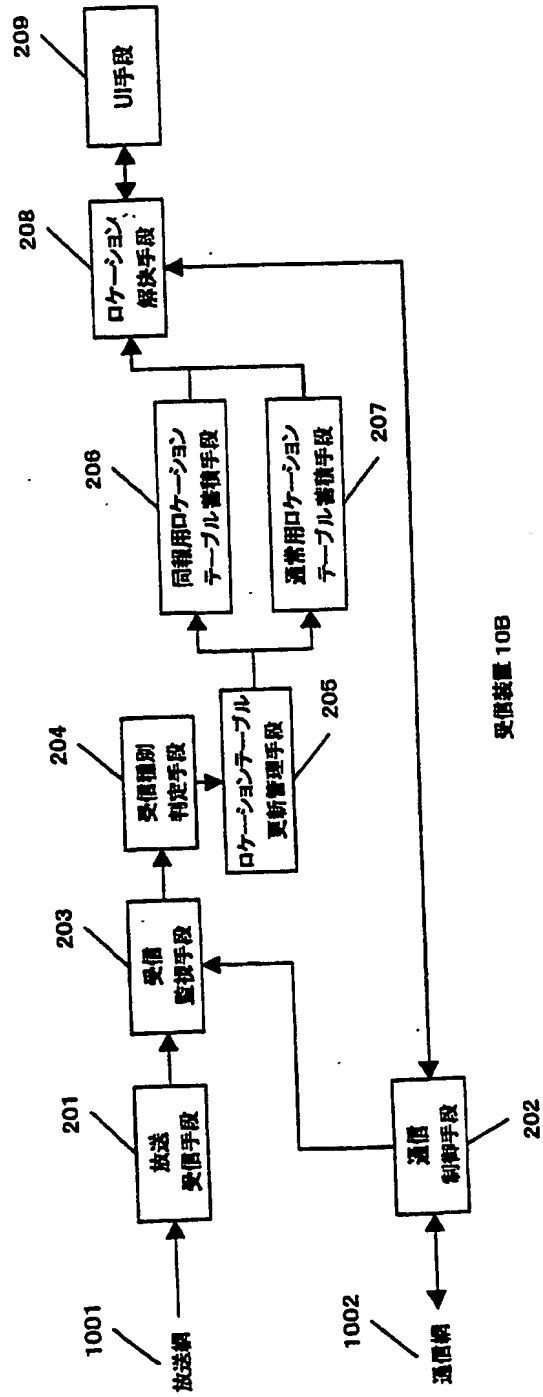 1001
放送網
201
放送
受信手段
203
受信
監視手段
204
受信種別
判定手段
ロケーションテーブル
更新管理手段
205
206
同報用ロケーション
テーブル蓄積手段
通常用ロケーション
テーブル蓄積手段
207
208
ロケーション
解決手段
209
UI手段
1002
通信網
通信
制御手段
202
受信装置 10B